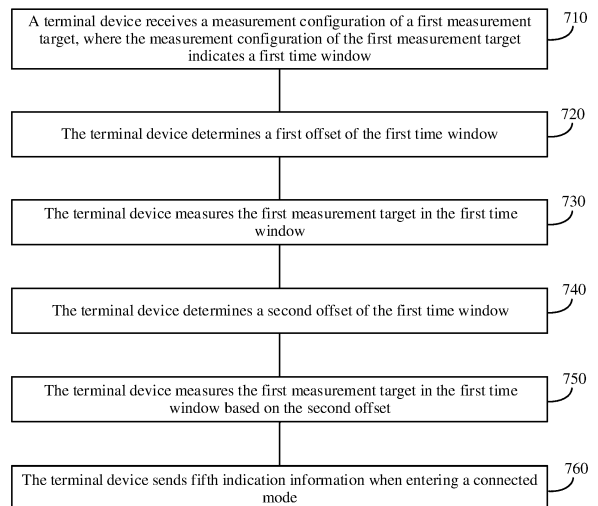 A terminal device receives a measurement configuration of a first measurement
target, where the measurement configuration of the first measurement target
indicates a first time window
710
The terminal device determines a first offset of the first time window
720
The terminal device measures the first measurement target in the first time
window
730
The terminal device determines a second offset of the first time window
740
The terminal device measures the first measurement target in the first time
window based on the second offset
750
The terminal device sends fifth indication information when entering a connected
mode
760